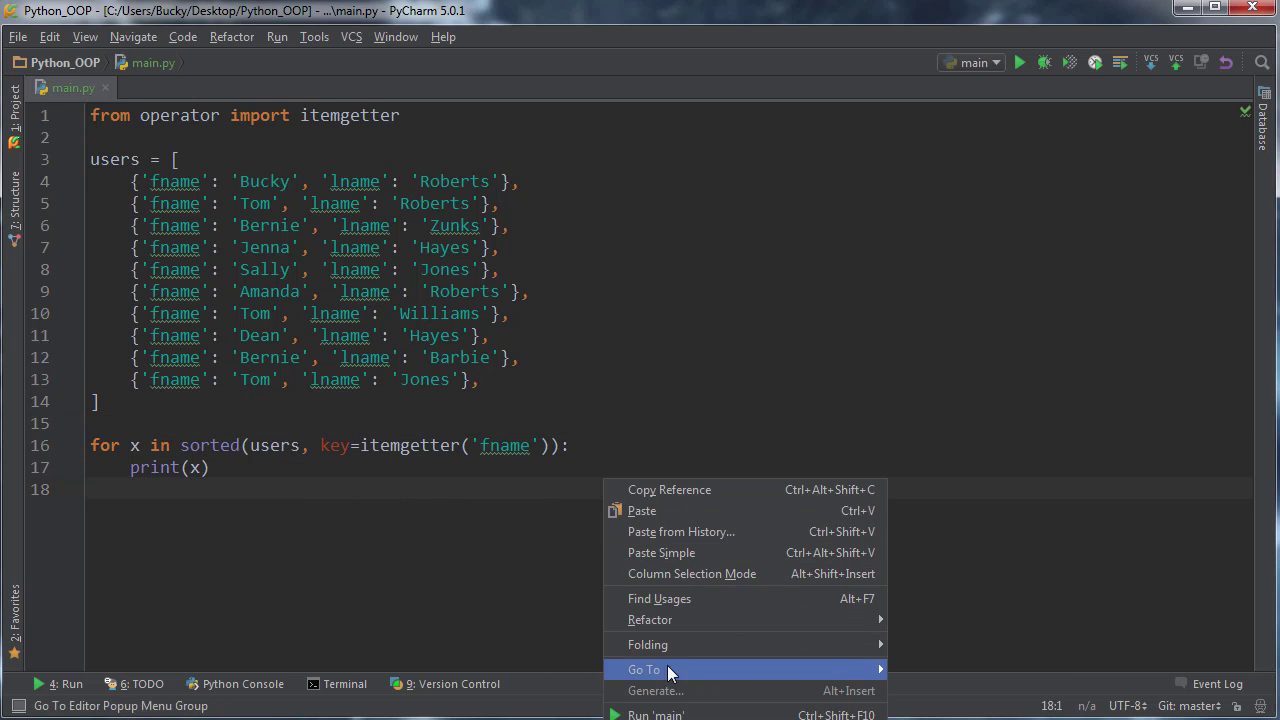 Python_OOP - [C:/Users/Bucky/Desktop/Python_OOP] - ...\main.py - PyCharm 5.0.1
File Edit View Navigate Code Refactor Run Tools VCS Window Help
Python_OOP main.py main VCS VCS
main.py
1 from operator import itemgetter
2
3 users = [
4 {'fname': 'Bucky', 'lname': 'Roberts'},
5 {'fname': 'Tom', 'lname': 'Roberts'},
6 {'fname': 'Bernie', 'lname': 'Zunks'},
7 {'fname': 'Jenna', 'lname': 'Hayes'},
8 {'fname': 'Sally', 'lname': 'Jones'},
9 {'fname': 'Amanda', 'lname': 'Roberts'},
10 {'fname': 'Tom', 'lname': 'Williams'},
11 {'fname': 'Dean', 'lname': 'Hayes'},
12 {'fname': 'Bernie', 'lname': 'Barbie'},
13 {'fname': 'Tom', 'lname': 'Jones'},
14 ]
15
16 for x in sorted(users, key=itemgetter('fname')):
17 print(x)
18
1: Project
7: Structure
2: Favorites
Database
Copy Reference Ctrl+Alt+Shift+C
Paste Ctrl+V
Paste from History... Ctrl+Shift+V
Paste Simple Ctrl+Alt+Shift+V
Column Selection Mode Alt+Shift+Insert
Find Usages Alt+F7
Refactor
Folding
Go To
Generate... Alt+Insert
Run 'main' Ctrl+Shift+F10
4: Run 6: TODO Python Console Terminal 9: Version Control Event Log
Go To Editor Popup Menu Group 18:1 n/a UTF-8 Git: master